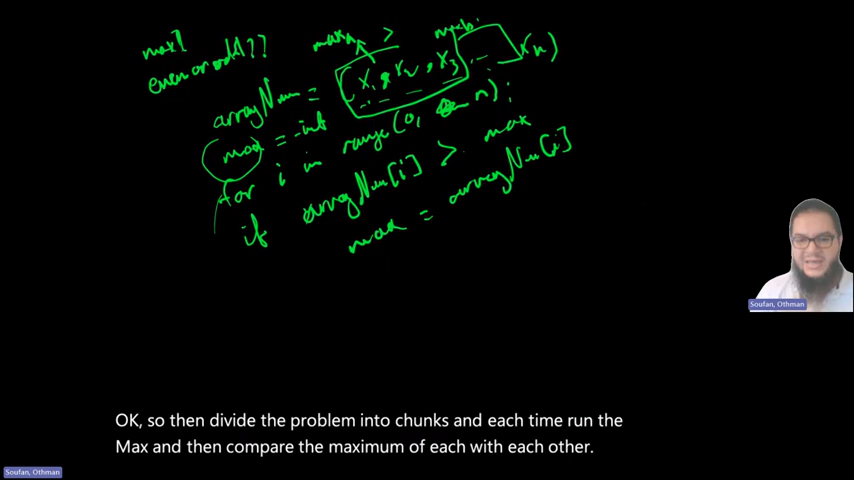 max?
even or odd??
max >
arrayNum = (x1, x2, x3 ... x(n)
max = -int
for i in range(0, n):
if arrayNum[i] > max
max = arrayNum[i]
Soufan, Othman
OK, so then divide the problem into chunks and each time run the
Max and then compare the maximum of each with each other.
Soufan, Othman